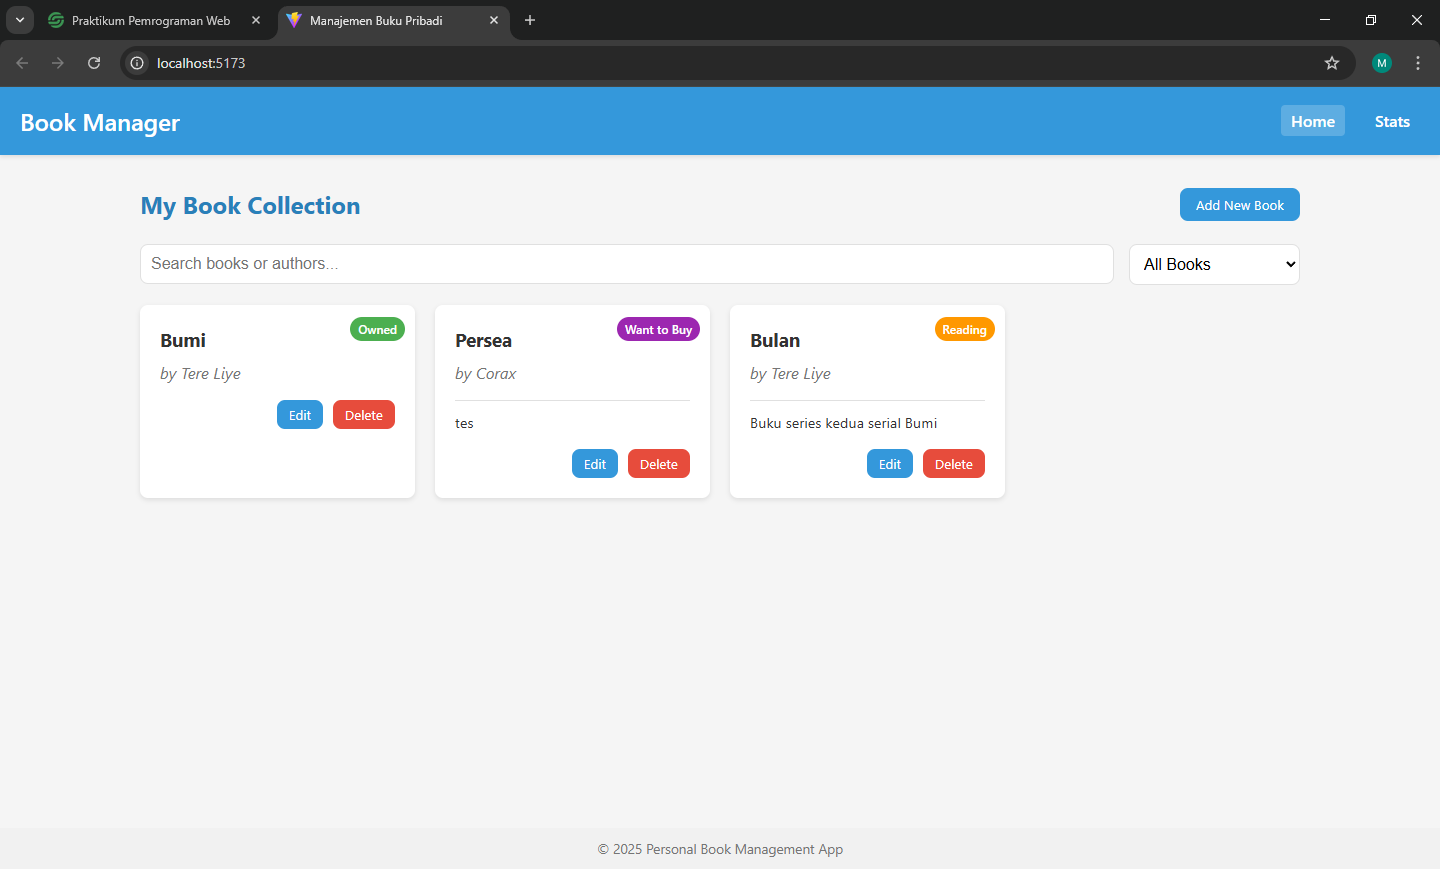 Praktikum Pemrograman Web
Manajemen Buku Pribadi
localhost:5173
M
Book Manager
Home
Stats
My Book Collection
Add New Book
Search books or authors...
All Books
Bumi
Owned
by Tere Liye
Edit
Delete
Persea
Want to Buy
by Corax
tes
Edit
Delete
Bulan
Reading
by Tere Liye
Buku series kedua serial Bumi
Edit
Delete
© 2025 Personal Book Management App